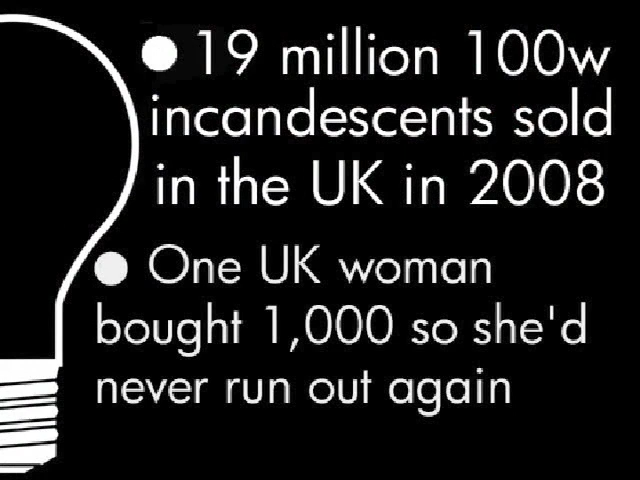 ● 19 million 100w
incandescents sold
in the UK in 2008
● One UK woman
bought 1,000 so she'd
never run out again